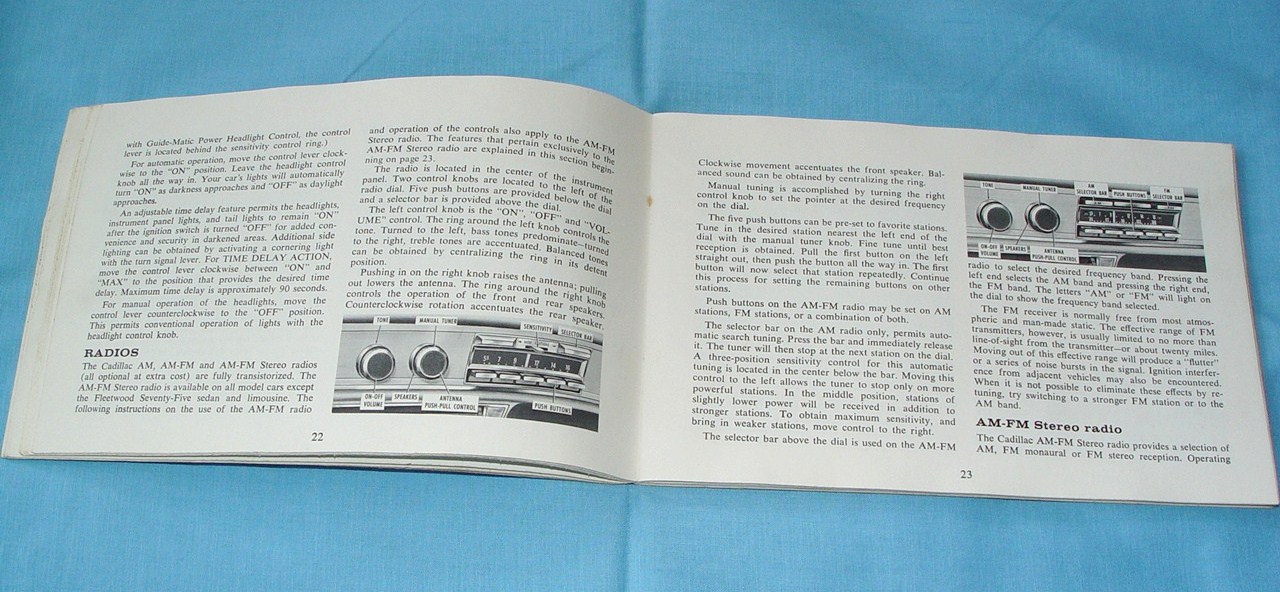 with Guide-Matic Power Headlight Control, the control
lever is located behind the sensitivity control ring.)
For automatic operation, move the control lever clock-
wise to the "ON" position. Leave the headlight control
knob all the way in. Your car's lights will automatically
turn "ON" as darkness approaches and "OFF" as daylight
approaches.
An adjustable time delay feature permits the headlights,
instrument panel lights, and tail lights to remain "ON"
after the ignition switch is turned "OFF" for added con-
venience and security in darkened areas. Additional side
lighting can be obtained by activating a cornering light
with the turn signal lever. For TIME DELAY ACTION,
move the control lever clockwise between "ON" and
"MAX" to the position that provides the desired time
delay. Maximum time delay is approximately 90 seconds.
For manual operation of the headlights, move the
control lever counterclockwise to the "OFF" position.
This permits conventional operation of lights with the
headlight control knob.
RADIOS
The Cadillac AM, AM-FM and AM-FM Stereo radios
(all optional at extra cost) are fully transistorized. The
AM-FM Stereo radio is available on all model cars except
the Fleetwood Seventy-Five sedan and limousine. The
following instructions on the use of the AM-FM radio
and operation of the controls also apply to the AM-FM
Stereo radio. The features that pertain exclusively to the
AM-FM Stereo radio are explained in this section begin-
ning on page 23.
The radio is located in the center of the instrument
panel. Two control knobs are located to the left of the
radio dial. Five push buttons are provided below the dial
and a selector bar is provided above the dial.
The left control knob is the "ON", "OFF" and "VOL-
UME" control. The ring around the left knob controls the
tone. Turned to the left, bass tones predominate—turned
to the right, treble tones are accentuated. Balanced tones
can be obtained by centralizing the ring in its detent
position.
Pushing in on the right knob raises the antenna; pulling
out lowers the antenna. The ring around the right knob
controls the operation of the front and rear speakers.
Counterclockwise rotation accentuates the rear speaker.
TONE
MANUAL TUNER
SENSITIVITY
SELECTOR BAR
55 7 9 12 14 16
ON-OFF
VOLUME
SPEAKERS
ANTENNA
PUSH-PULL CONTROL
PUSH BUTTONS
22
Clockwise movement accentuates the front speaker. Bal-
anced sound can be obtained by centralizing the ring.
Manual tuning is accomplished by turning the right
control knob to set the pointer at the desired frequency
on the dial.
The five push buttons can be pre-set to favorite stations.
Tune in the desired station nearest the left end of the
dial with the manual tuner knob. Fine tune until best
reception is obtained. Pull the first button on the left
straight out, then push the button all the way in. The first
button will now select that station repeatedly. Continue
this process for setting the remaining buttons on other
stations.
Push buttons on the AM-FM radio may be set on AM
stations, FM stations, or a combination of both.
The selector bar on the AM radio only, permits auto-
matic search tuning. Press the bar and immediately release
it. The tuner will then stop at the next station on the dial.
A three-position sensitivity control for this automatic
tuning is located in the center below the bar. Moving this
control to the left allows the tuner to stop only on more
powerful stations. In the middle position, stations of
slightly lower power will be received in addition to
stronger stations. To obtain maximum sensitivity, and
bring in weaker stations, move control to the right.
The selector bar above the dial is used on the AM-FM
TONE
MANUAL TUNER
AM
SELECTOR BAR
PUSH BUTTONS
FM
SELECTOR BAR
ON-OFF
VOLUME
SPEAKERS
ANTENNA
PUSH-PULL CONTROL
radio to select the desired frequency band. Pressing the
left end selects the AM band and pressing the right end,
the FM band. The letters "AM" or "FM" will light on
the dial to show the frequency band selected.
The FM receiver is normally free from most atmos-
pheric and man-made static. The effective range of FM
transmitters, however, is usually limited to no more than
line-of-sight from the transmitter—or about twenty miles.
Moving out of this effective range will produce a "flutter"
or a series of noise bursts in the signal. Ignition interfer-
ence from adjacent vehicles may also be encountered.
When it is not possible to eliminate these effects by re-
tuning, try switching to a stronger FM station or to the
AM band.
AM-FM Stereo radio
The Cadillac AM-FM Stereo radio provides a selection of
AM, FM monaural or FM stereo reception. Operating
23